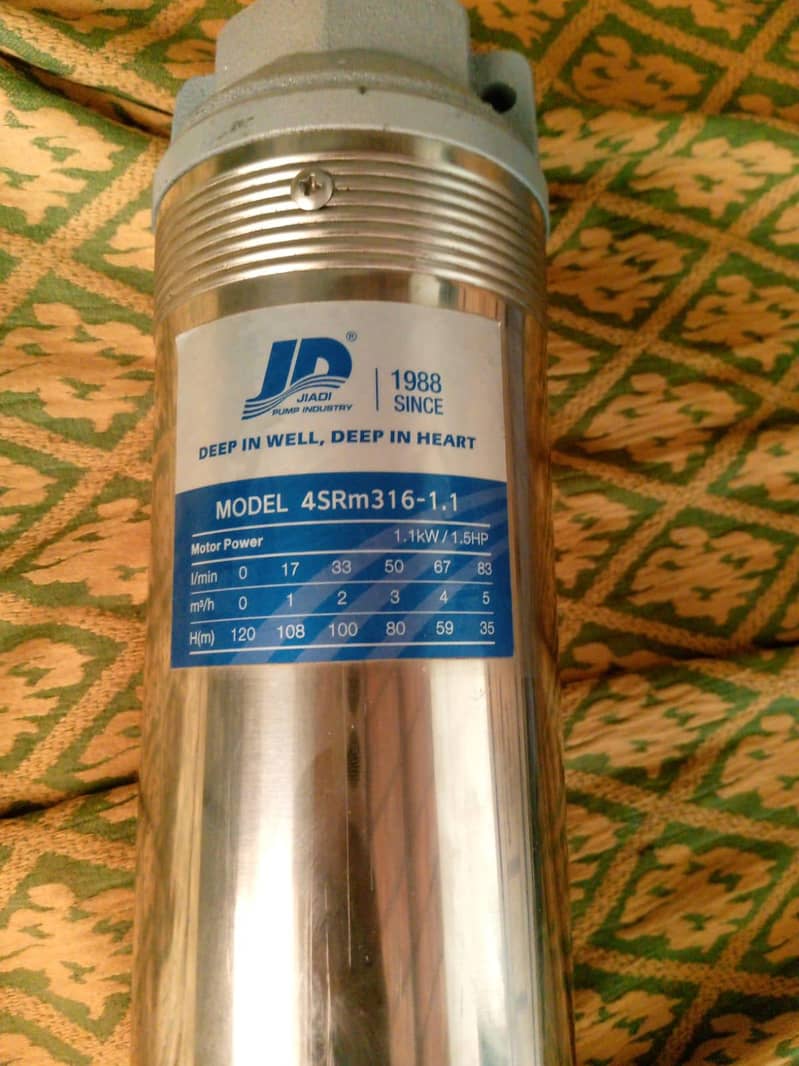 JD®
JIADI
PUMP INDUSTRY
1988
SINCE
DEEP IN WELL, DEEP IN HEART
MODEL 4SRm316-1.1
Motor Power 1.1kW / 1.5HP
l/min 0 17 33 50 67 83
m³/h 0 1 2 3 4 5
H(m) 120 108 100 80 59 35